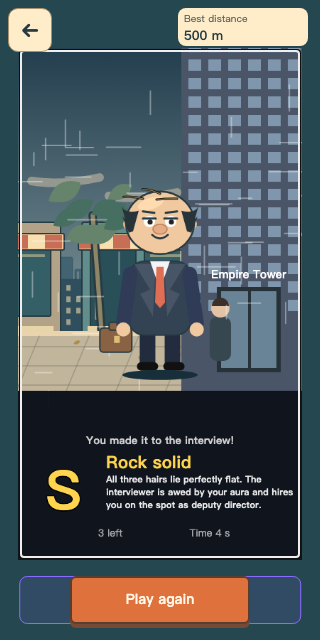 Best distance
500 m
Empire Tower
You made it to the interview!
S
Rock solid
All three hairs lie perfectly flat. The
interviewer is awed by your aura and hires
you on the spot as deputy director.
3 left
Time 4 s
Play again